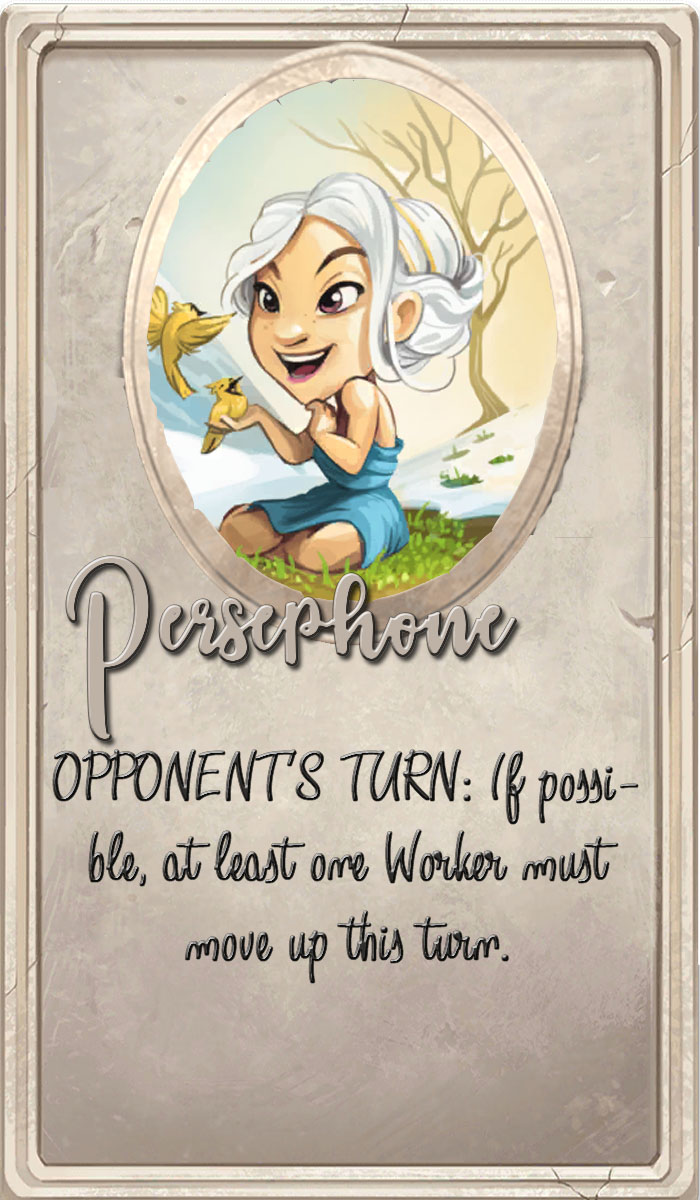 Persephone
OPPONENT'S TURN: If possi-
ble, at least one Worker must
move up this turn.